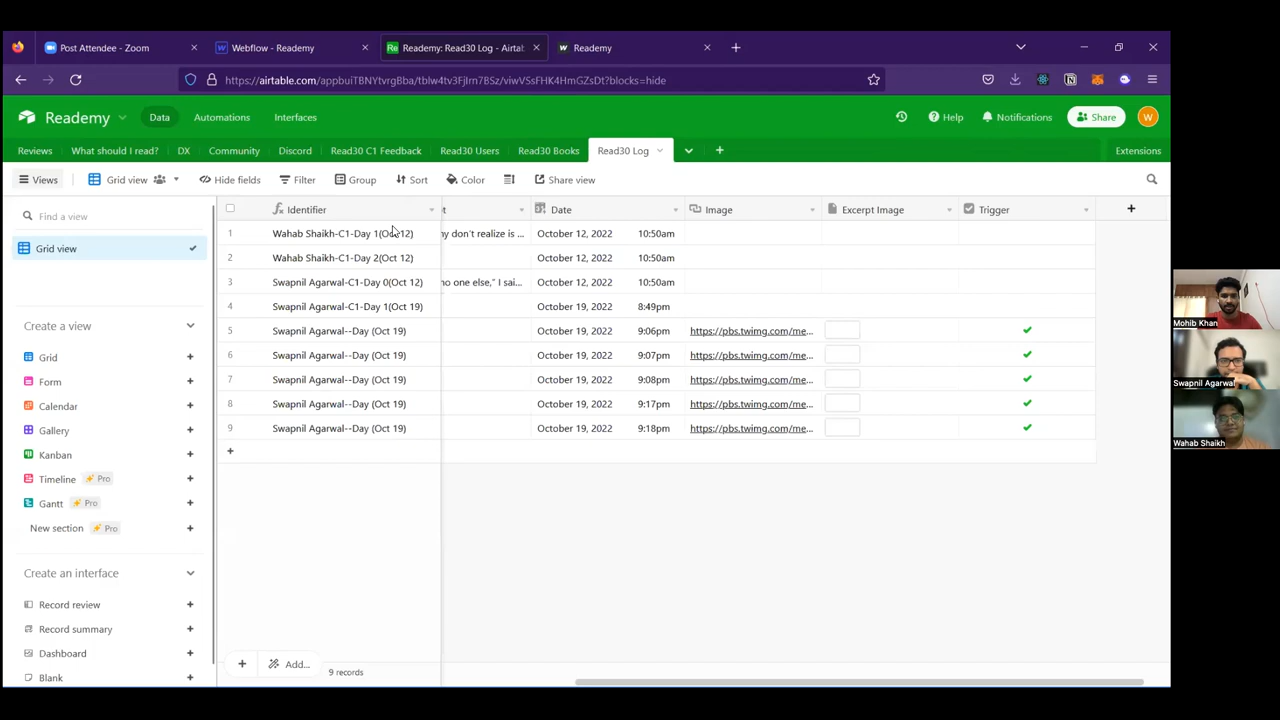 Post Attendee - Zoom
Webflow - Reademy
Reademy: Read30 Log - Airtal
Reademy
https://airtable.com/appbuiTBNYtvrgBba/tblw4tv3FjIrn7BSz/viwVSsFHK4HmGZsDt?blocks=hide
Reademy Data Automations Interfaces Help Notifications Share W
Reviews What should I read? DX Community Discord Read30 C1 Feedback Read30 Users Read30 Books Read30 Log Extensions
Views Grid view Hide fields Filter Group Sort Color Share view
Find a view
Grid view
Create a view
Grid
Form
Calendar
Gallery
Kanban
Timeline Pro
Gantt Pro
New section Pro
Create an interface
Record review
Record summary
Dashboard
Blank
Identifier t Date Image Excerpt Image Trigger
1 Wahab Shaikh-C1-Day 1(Oct 12) ny don't realize is ... October 12, 2022 10:50am
2 Wahab Shaikh-C1-Day 2(Oct 12) October 12, 2022 10:50am
3 Swapnil Agarwal-C1-Day 0(Oct 12) no one else," I sai... October 12, 2022 10:50am
4 Swapnil Agarwal-C1-Day 1(Oct 19) October 19, 2022 8:49pm
5 Swapnil Agarwal--Day (Oct 19) October 19, 2022 9:06pm https://pbs.twimg.com/me...
6 Swapnil Agarwal--Day (Oct 19) October 19, 2022 9:07pm https://pbs.twimg.com/me...
7 Swapnil Agarwal--Day (Oct 19) October 19, 2022 9:08pm https://pbs.twimg.com/me...
8 Swapnil Agarwal--Day (Oct 19) October 19, 2022 9:17pm https://pbs.twimg.com/me...
9 Swapnil Agarwal--Day (Oct 19) October 19, 2022 9:18pm https://pbs.twimg.com/me...
Add...
9 records
Mohib Khan
Swapnil Agarwal
Wahab Shaikh